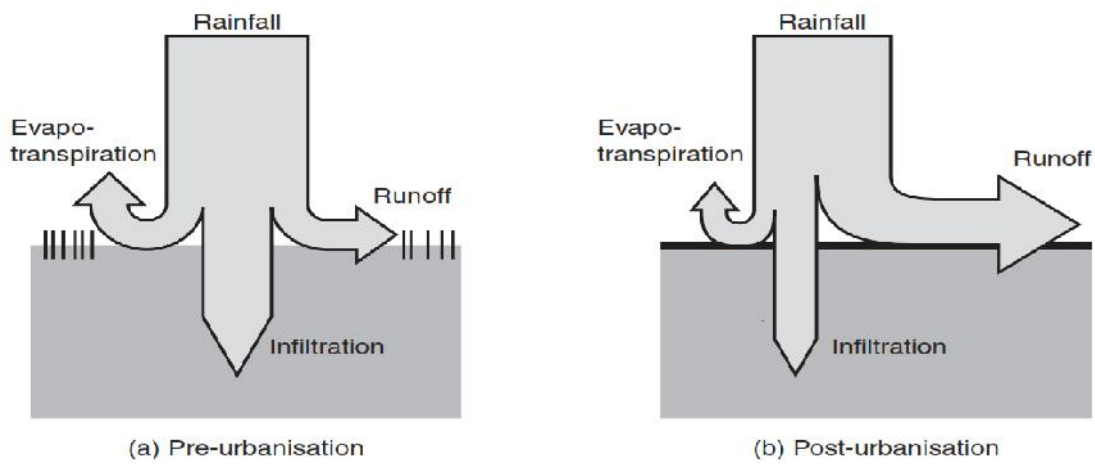 Rainfall
Evapo-
transpiration
Runoff
Infiltration
(a) Pre-urbanisation
Rainfall
Evapo-
transpiration
Runoff
Infiltration
(b) Post-urbanisation